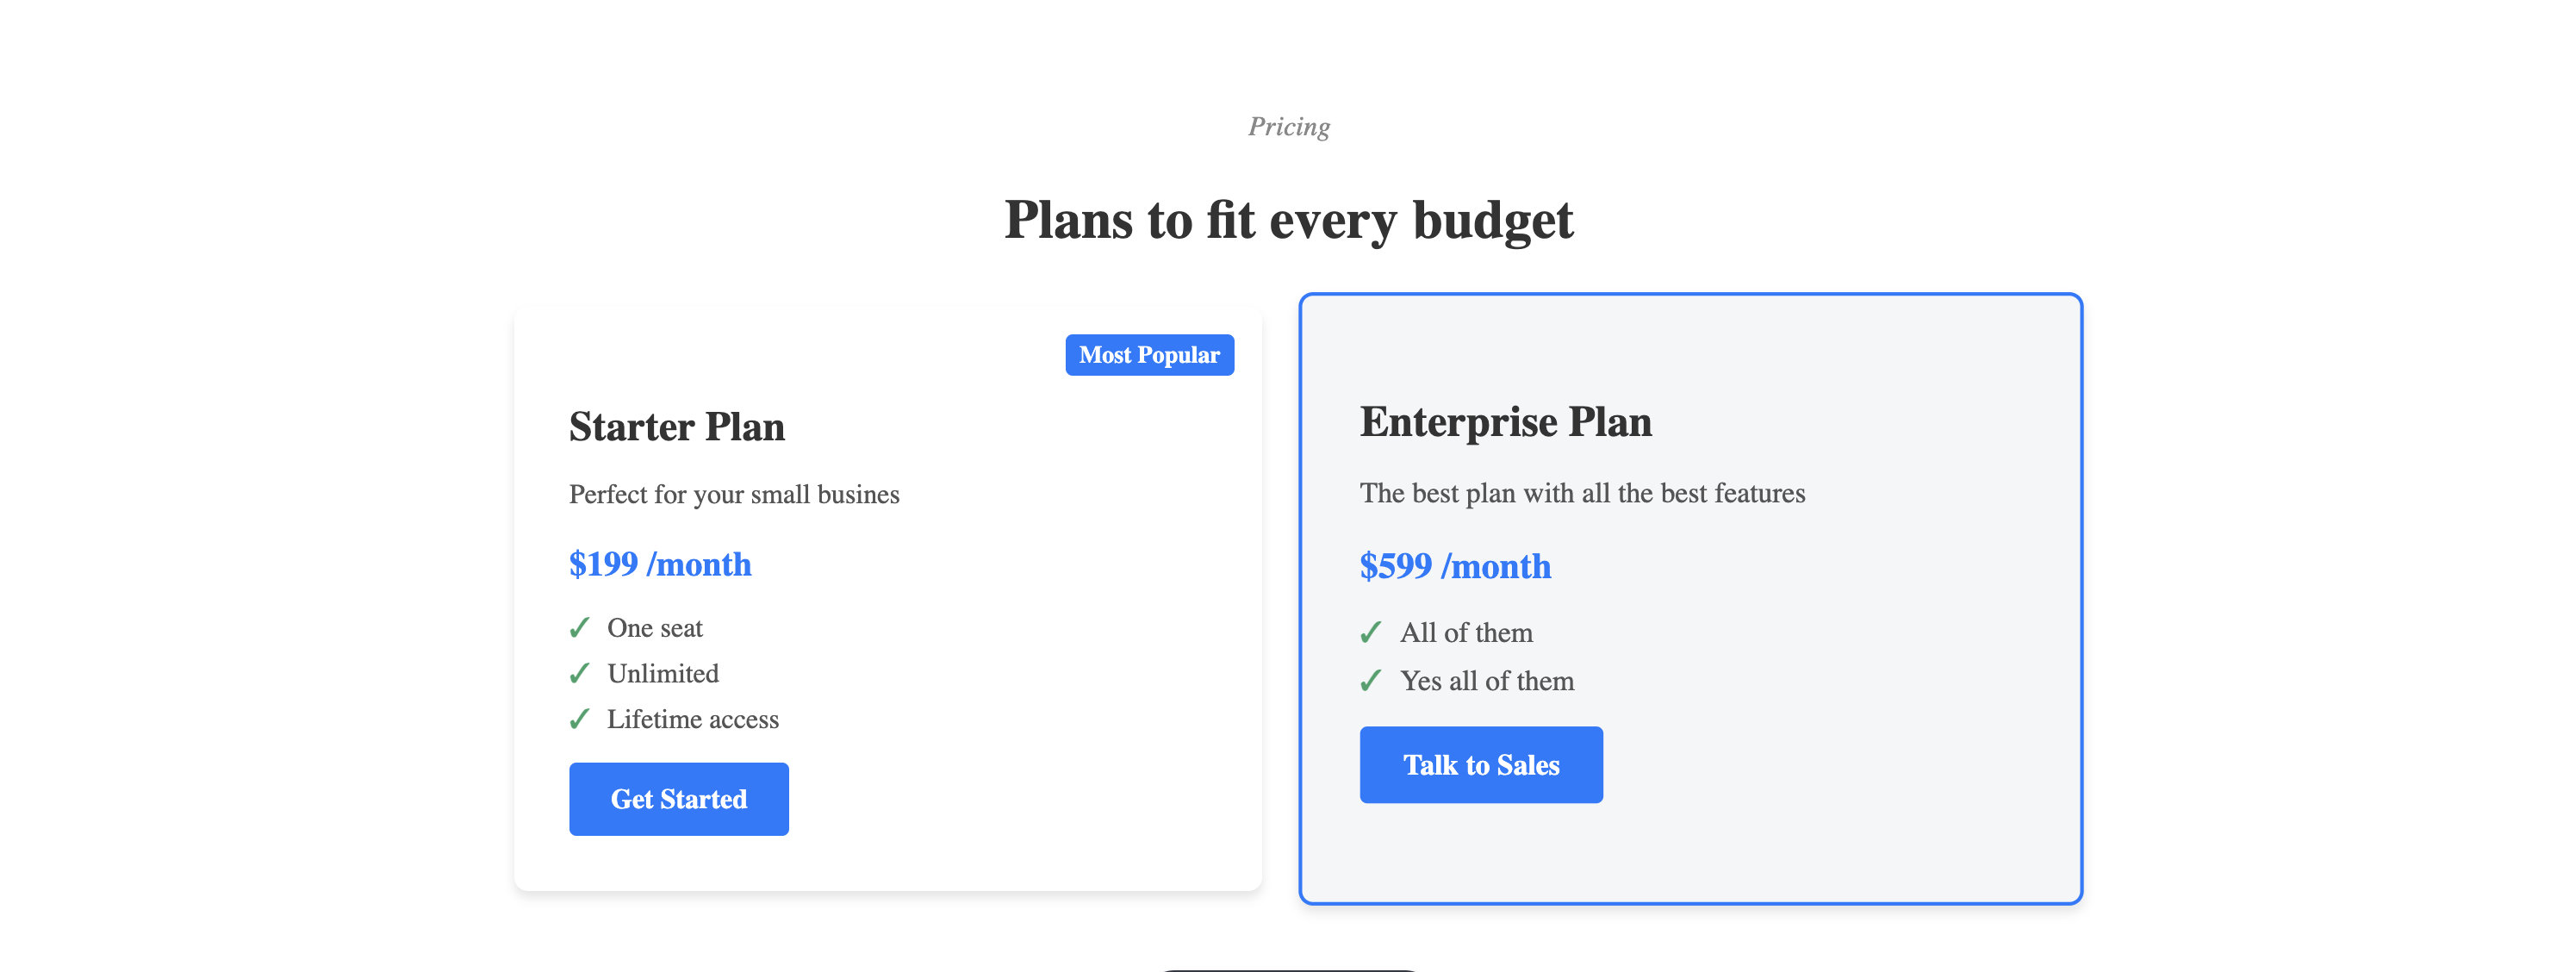 Pricing
Plans to fit every budget
Most Popular
Starter Plan
Perfect for your small busines
$199 /month
✓ One seat
✓ Unlimited
✓ Lifetime access
Get Started
Enterprise Plan
The best plan with all the best features
$599 /month
✓ All of them
✓ Yes all of them
Talk to Sales